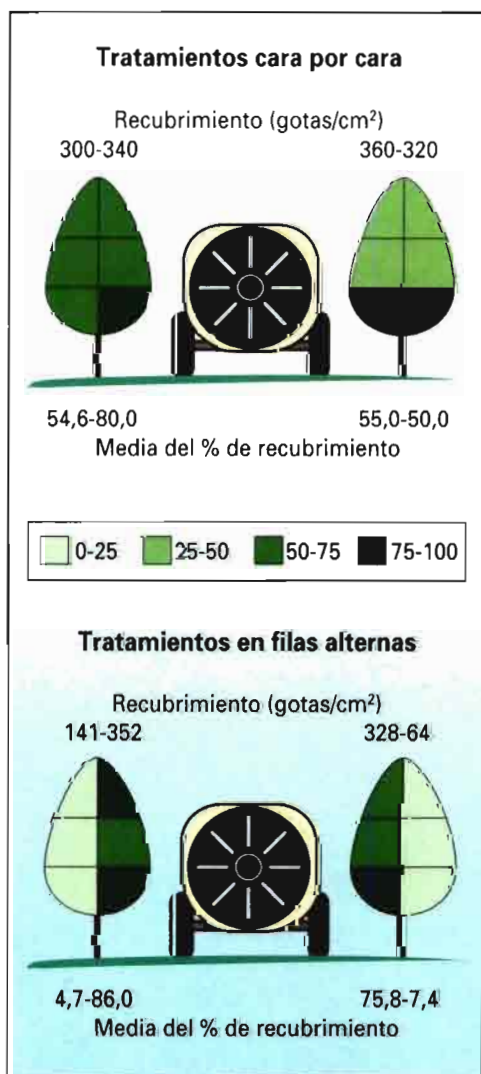 Tratamientos cara por cara
Recubrimiento (gotas/cm²)
300-340 360-320
54,6-80,0 55,0-50,0
Media del % de recubrimiento
0-25 25-50 50-75 75-100
Tratamientos en filas alternas
Recubrimiento (gotas/cm²)
141-352 328-64
4,7-86,0 75,8-7,4
Media del % de recubrimiento